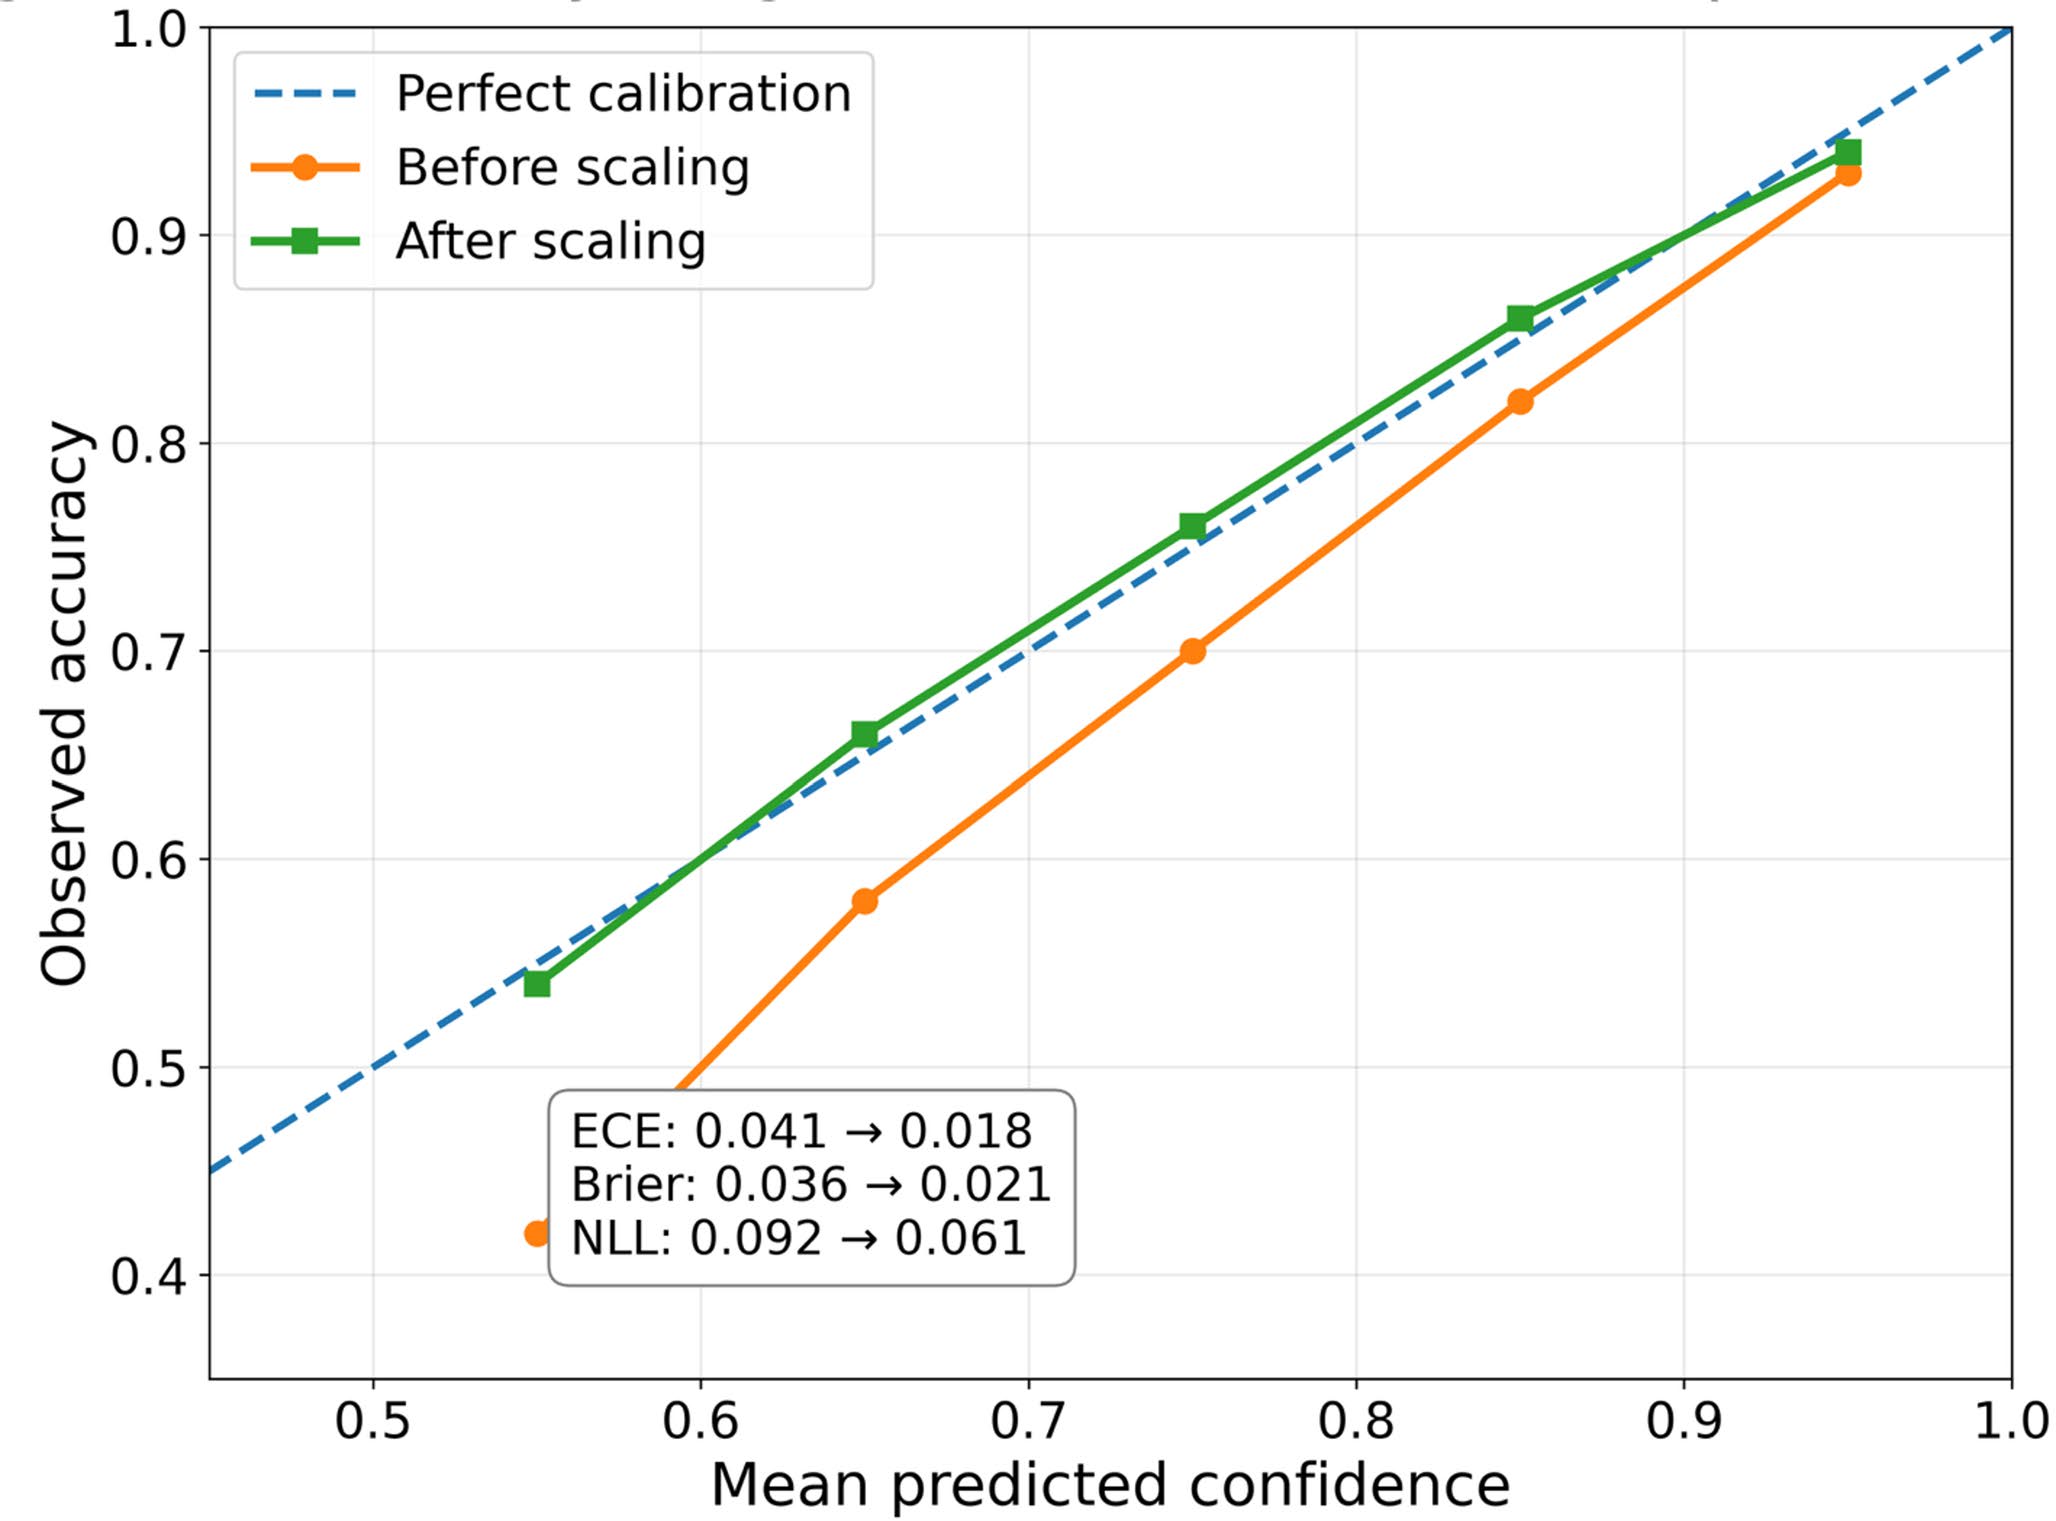 1.0
0.9
0.8
0.7
0.6
0.5
0.4
Observed accuracy
Perfect calibration
Before scaling
After scaling
ECE: 0.041 → 0.018
Brier: 0.036 → 0.021
NLL: 0.092 → 0.061
0.5 0.6 0.7 0.8 0.9 1.0
Mean predicted confidence